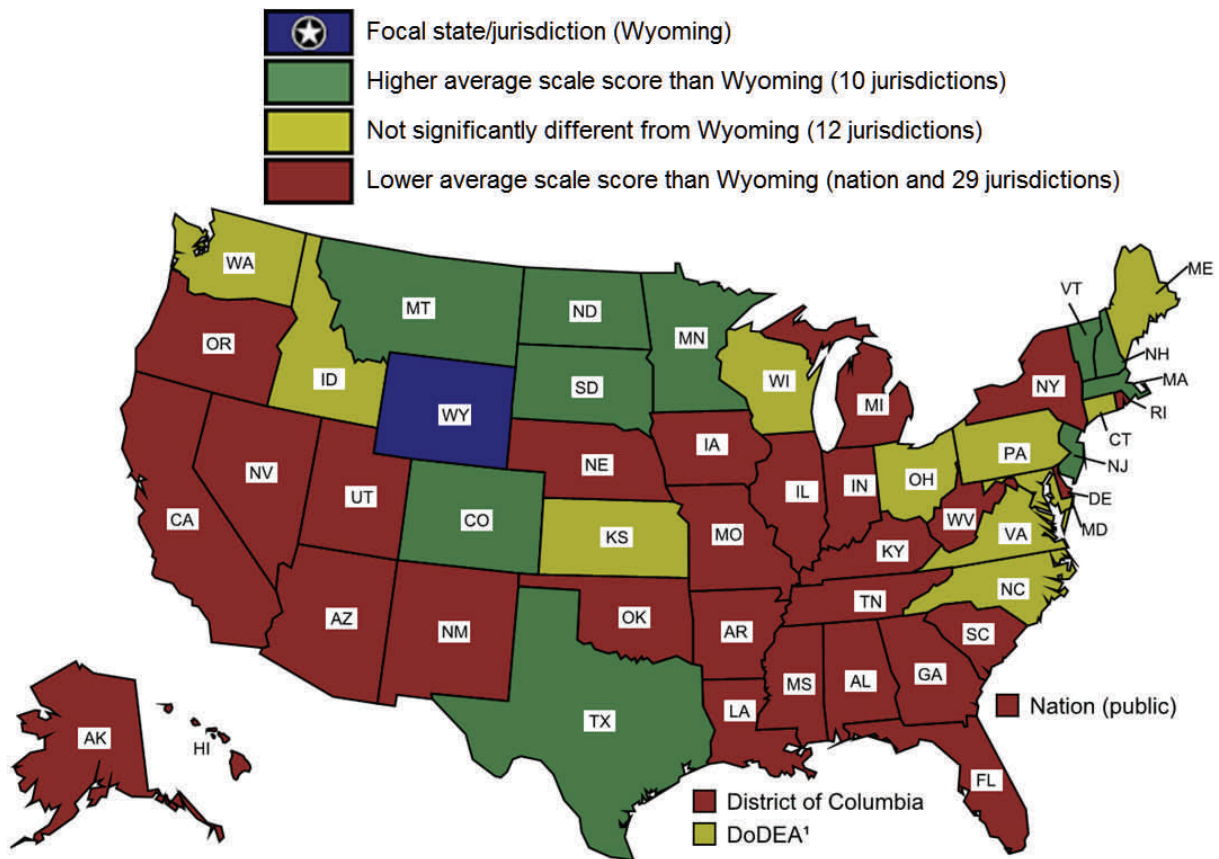 Focal state/jurisdiction (Wyoming)
Higher average scale score than Wyoming (10 jurisdictions)
Not significantly different from Wyoming (12 jurisdictions)
Lower average scale score than Wyoming (nation and 29 jurisdictions)
WA
MT
ND
MN
VT
ME
OR
ID
WY
SD
WI
MI
NY
NH
MA
RI
CT
NJ
DE
MD
PA
IA
NE
NV
UT
CO
CA
KS
MO
IL
IN
OH
WV
VA
KY
NC
TN
AZ
NM
OK
AR
SC
MS
AL
GA
LA
TX
Nation (public)
AK
HI
FL
District of Columbia
DoDEA¹